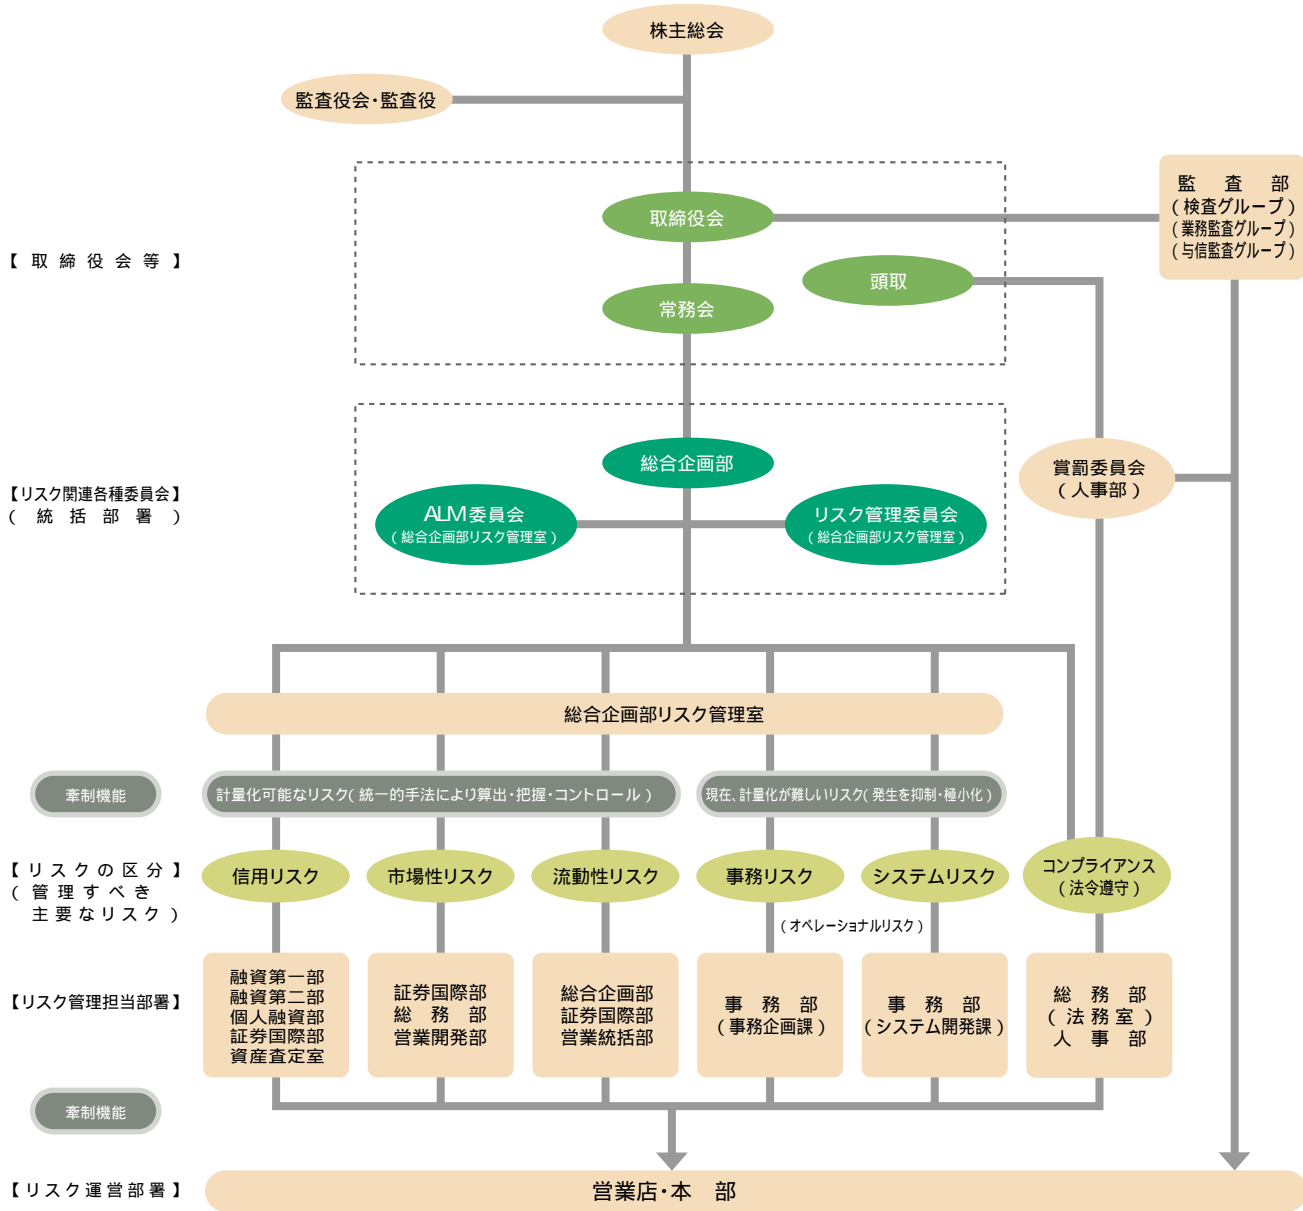 株主総会
監査役会・監査役
監査部
(検査グループ)
(業務監査グループ)
(与信監査グループ)
取締役会
【取締役会等】
頭取
常務会
総合企画部
賞罰委員会
(人事部)
【リスク関連各種委員会】
(統括部署)
ALM委員会
(総合企画部リスク管理室)
リスク管理委員会
(総合企画部リスク管理室)
総合企画部リスク管理室
牽制機能
計量化可能なリスク(統一的手法により算出・把握・コントロール)
現在、計量化が難しいリスク(発生を抑制・極小化)
【リスクの区分】
(管理すべき
主要なリスク)
信用リスク
市場性リスク
流動性リスク
事務リスク
システムリスク
コンプライアンス
(法令遵守)
(オペレーショナルリスク)
【リスク管理担当部署】
融資第一部
融資第二部
個人融資部
証券国際部
資産査定室
証券国際部
総務部
営業開発部
総合企画部
証券国際部
営業統括部
事務部
(事務企画課)
事務部
(システム開発課)
総務部
(法務室)
人事部
牽制機能
【リスク運営部署】
営業店・本部